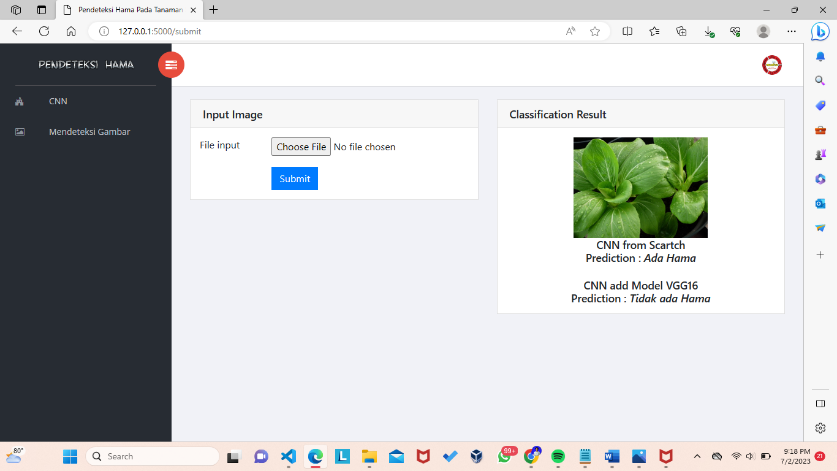 Pendeteksi Hama Pada Tanaman
127.0.0.1:5000/submit
PENDETEKSI HAMA
CNN
Mendeteksi Gambar
Input Image
File input
Choose File No file chosen
Submit
Classification Result
CNN from Scartch
Prediction : Ada Hama
CNN add Model VGG16
Prediction : Tidak ada Hama
80°
Search
99+
9:18 PM
7/2/2023
21